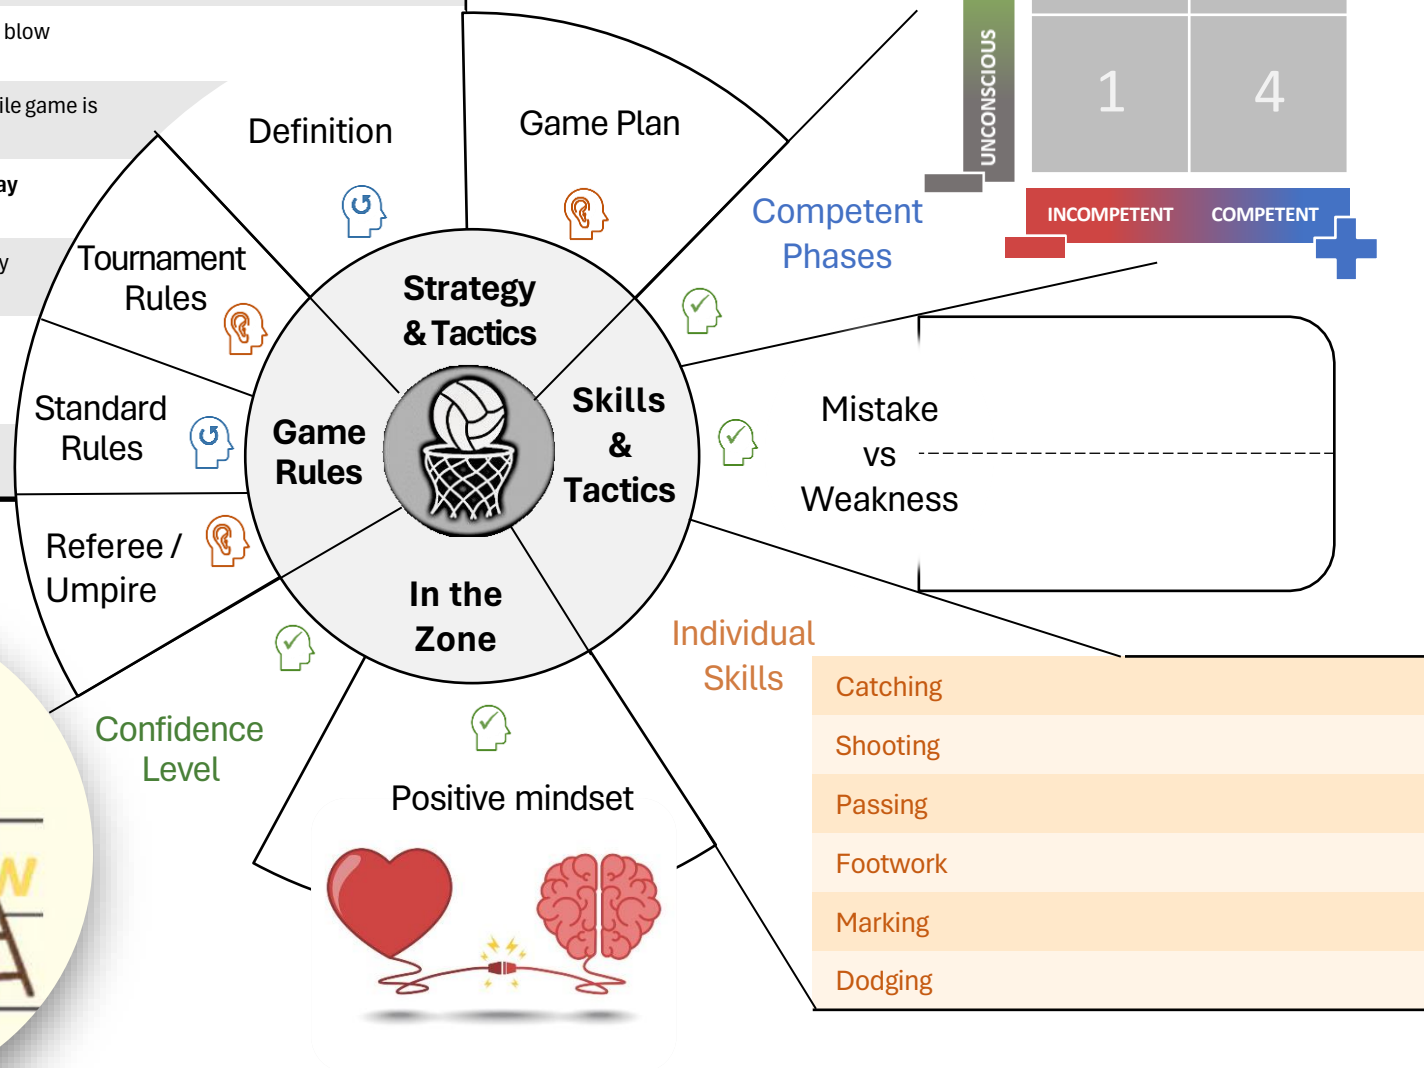 blow
ile game is
ay
y
Definition
Game Plan
UNCONSCIOUS
1
4
INCOMPETENT
COMPETENT
Competent
Phases
Tournament
Rules
Strategy
& Tactics
Standard
Rules
Game
Rules
Skills
&
Tactics
Mistake
vs
Weakness
Referee /
Umpire
In the
Zone
Individual
Skills
Confidence
Level
Positive mindset
Catching
Shooting
Passing
Footwork
Marking
Dodging
W